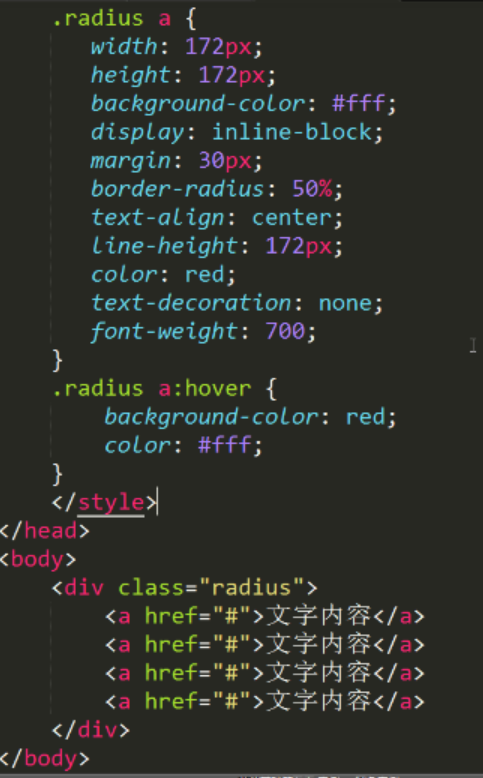 .radius a {
width: 172px;
height: 172px;
background-color: #fff;
display: inline-block;
margin: 30px;
border-radius: 50%;
text-align: center;
line-height: 172px;
color: red;
text-decoration: none;
font-weight: 700;
}
.radius a:hover {
background-color: red;
color: #fff;
}
</style>
</head>
<body>
<div class="radius">
<a href="#">文字内容</a>
<a href="#">文字内容</a>
<a href="#">文字内容</a>
<a href="#">文字内容</a>
</div>
</body>